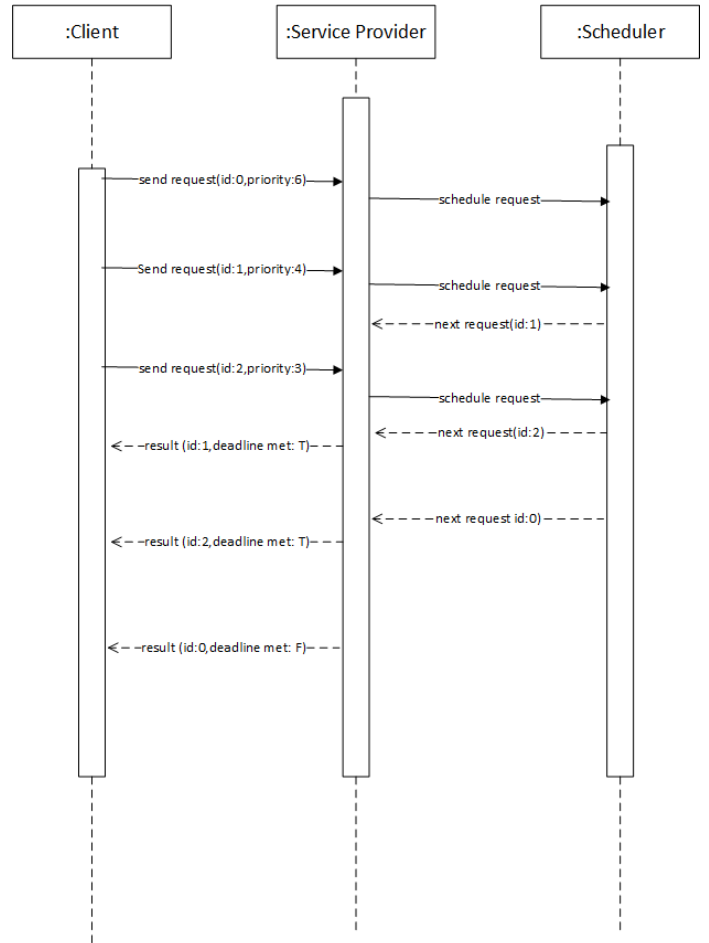 :Client
:Service Provider
:Scheduler
send request(id:0,priority:6)
schedule request
Send request(id:1,priority:4)
schedule request
next request(id:1)
send request(id:2,priority:3)
schedule request
next request(id:2)
result (id:1,deadline met: T)
next request id:0)
result (id:2,deadline met: T)
result (id:0,deadline met: F)